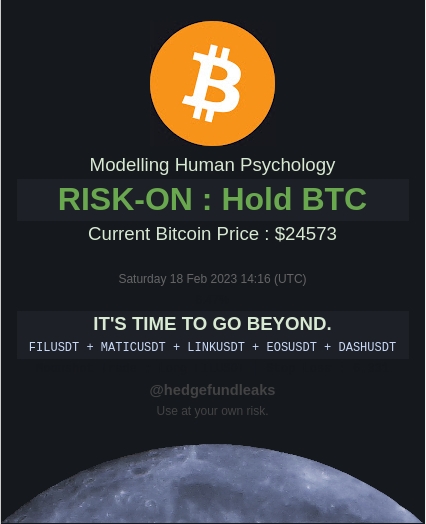 Modelling Human Psychology
RISK-ON : Hold BTC
Current Bitcoin Price : $24573
Saturday 18 Feb 2023 14:16 (UTC)
IT'S TIME TO GO BEYOND.
FILUSDT + MATICUSDT + LINKUSDT + EOSUSDT + DASHUSDT
@hedgefundleaks
Use at your own risk.